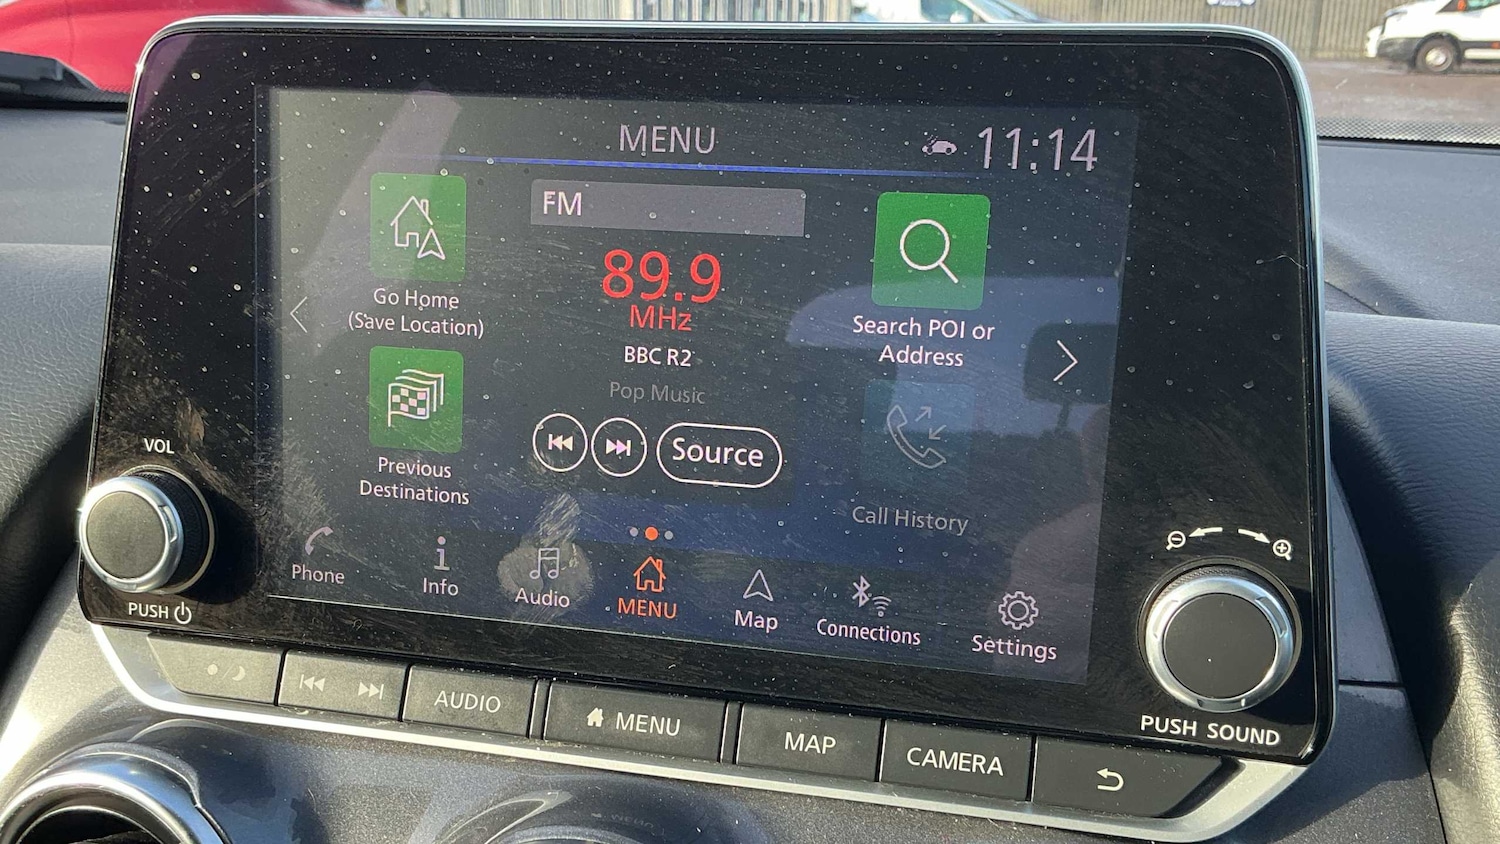 MENU
11:14
FM
89.9
MHz
BBC R2
Pop Music
Source
Go Home
(Save Location)
Previous
Destinations
Search POI or
Address
Call History
Phone
Info
Audio
MENU
Map
Connections
Settings
VOL
PUSH
PUSH SOUND
AUDIO
MENU
MAP
CAMERA